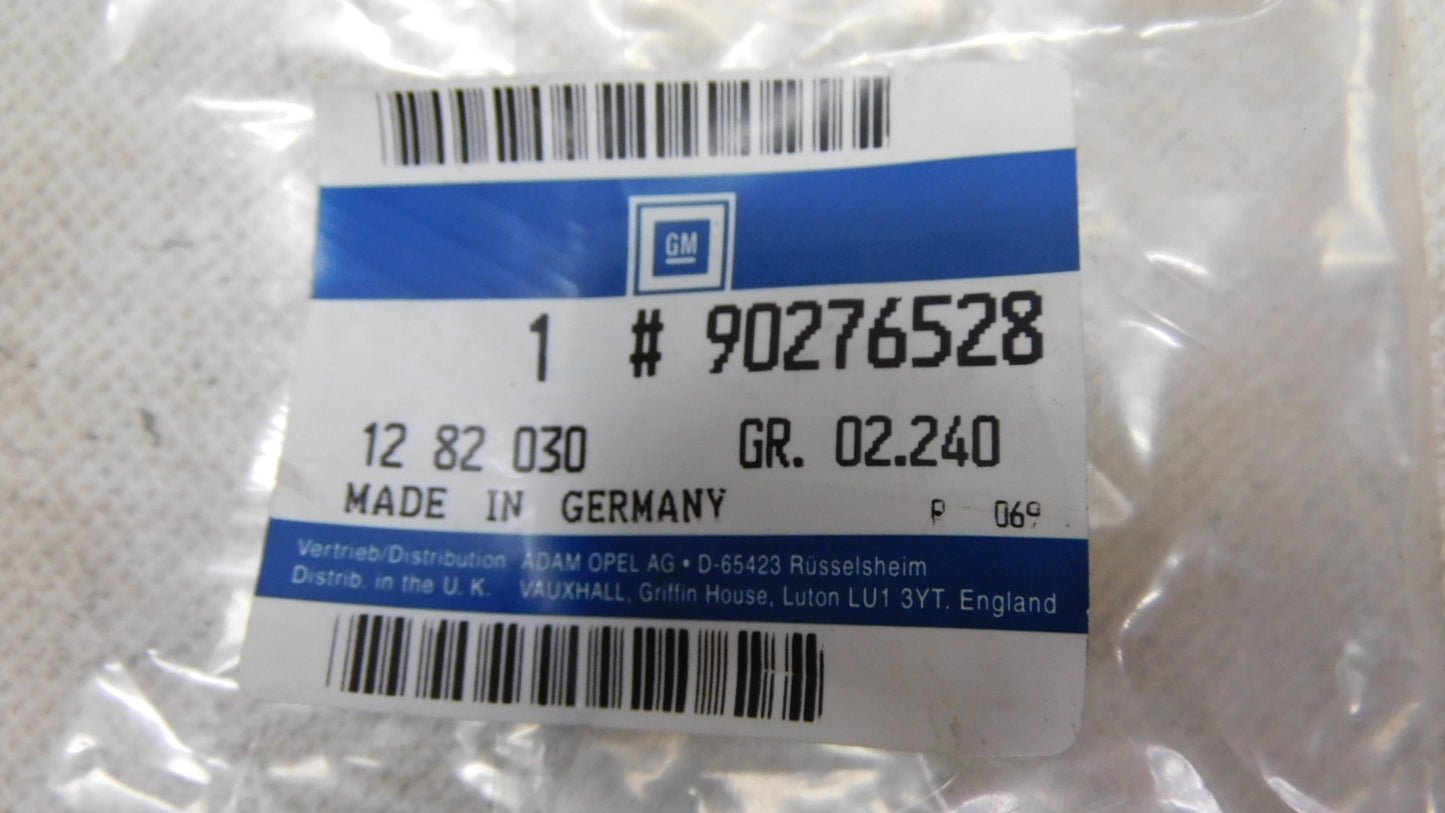 GM
1 # 90276528
12 82 030 GR. 02.240
MADE IN GERMANY P 069
Vertrieb/Distribution ADAM OPEL AG • D-65423 Rüsselsheim
Distrib. in the U. K. VAUXHALL, Griffin House, Luton LU1 3YT. England